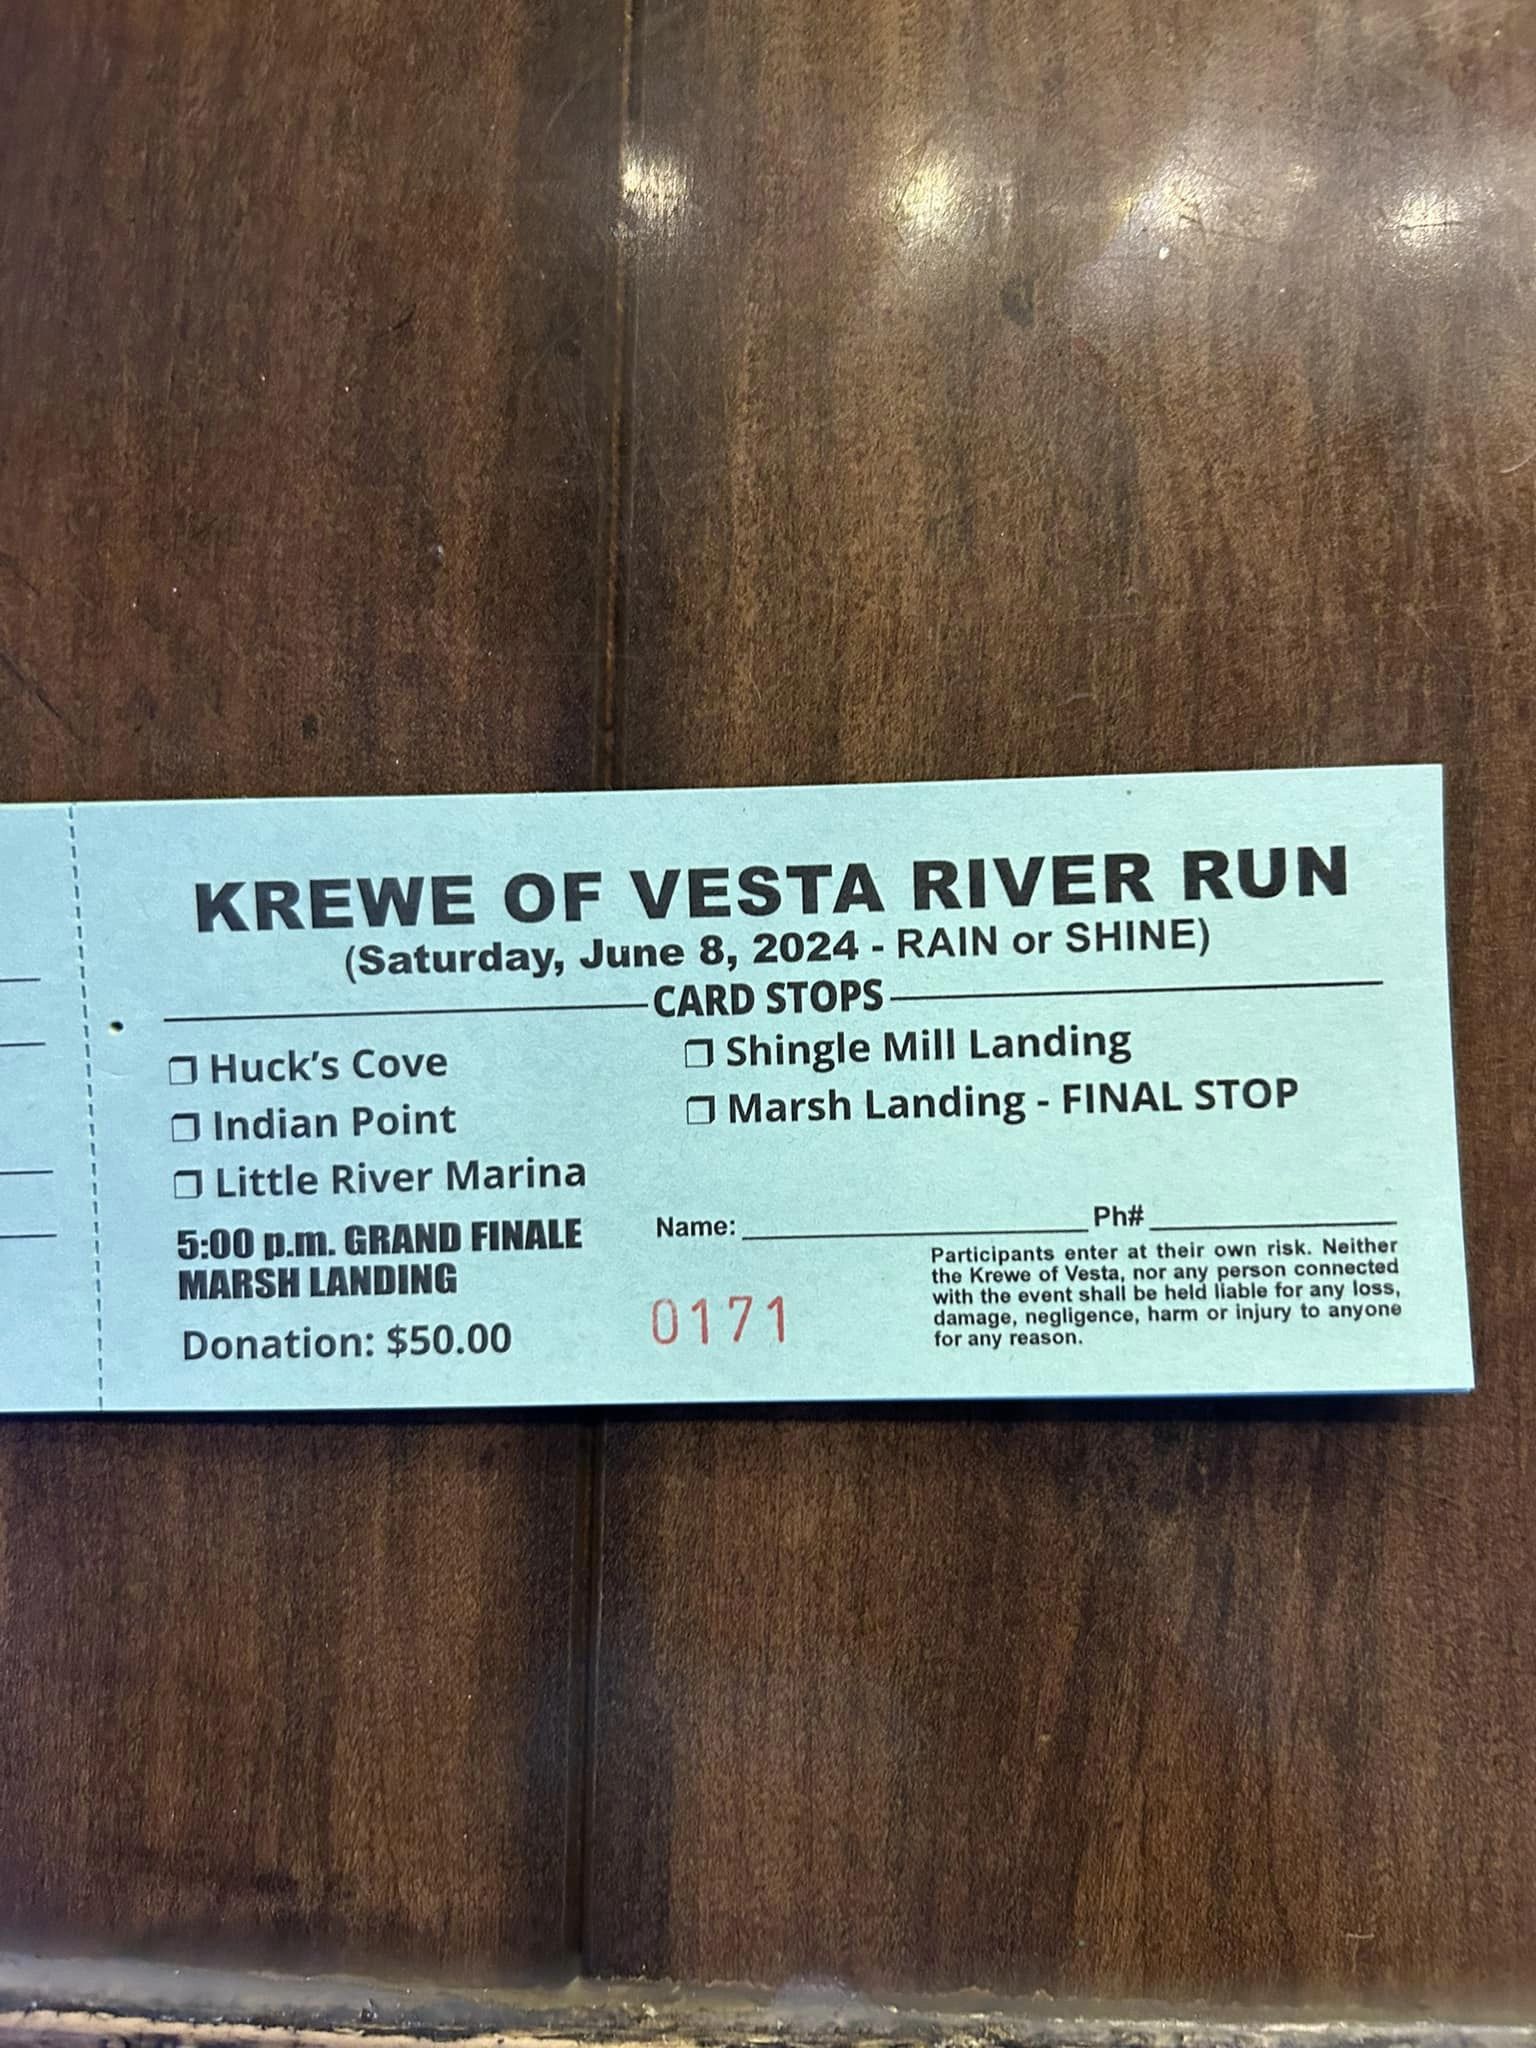 KREWE OF VESTA RIVER RUN
(Saturday, June 8, 2024 - RAIN or SHINE)
CARD STOPS
❒ Huck's Cove
❒ Indian Point
❒ Little River Marina
❒ Shingle Mill Landing
❒ Marsh Landing - FINAL STOP
5:00 p.m. GRAND FINALE
MARSH LANDING
Donation: $50.00
Name: Ph#
0171
Participants enter at their own risk. Neither
the Krewe of Vesta, nor any person connected
with the event shall be held liable for any loss,
damage, negligence, harm or injury to anyone
for any reason.